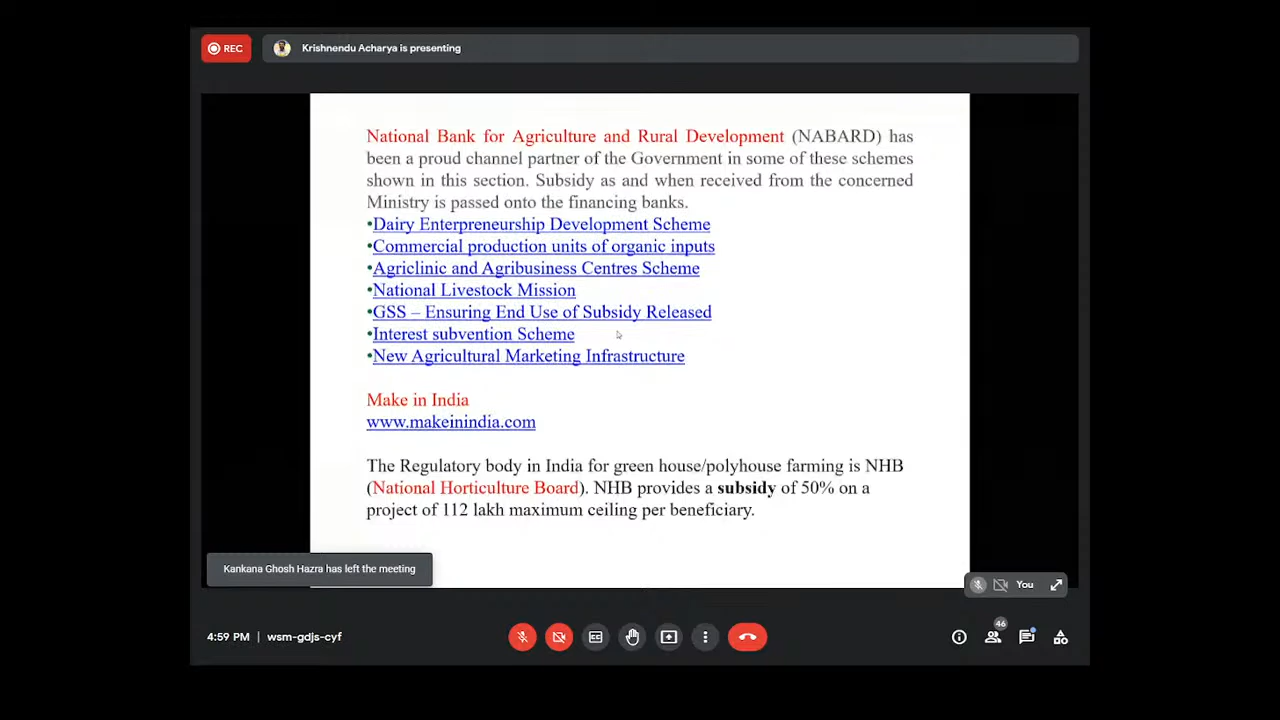 REC
Krishnendu Acharya is presenting
National Bank for Agriculture and Rural Development (NABARD) has
been a proud channel partner of the Government in some of these schemes
shown in this section. Subsidy as and when received from the concerned
Ministry is passed onto the financing banks.
•Dairy Enterpreneurship Development Scheme
•Commercial production units of organic inputs
•Agriclinic and Agribusiness Centres Scheme
•National Livestock Mission
•GSS – Ensuring End Use of Subsidy Released
•Interest subvention Scheme
•New Agricultural Marketing Infrastructure
Make in India
www.makeinindia.com
The Regulatory body in India for green house/polyhouse farming is NHB
(National Horticulture Board). NHB provides a subsidy of 50% on a
project of 112 lakh maximum ceiling per beneficiary.
Kankana Ghosh Hazra has left the meeting
You
4:59 PM | wsm-gdjs-cyf
46